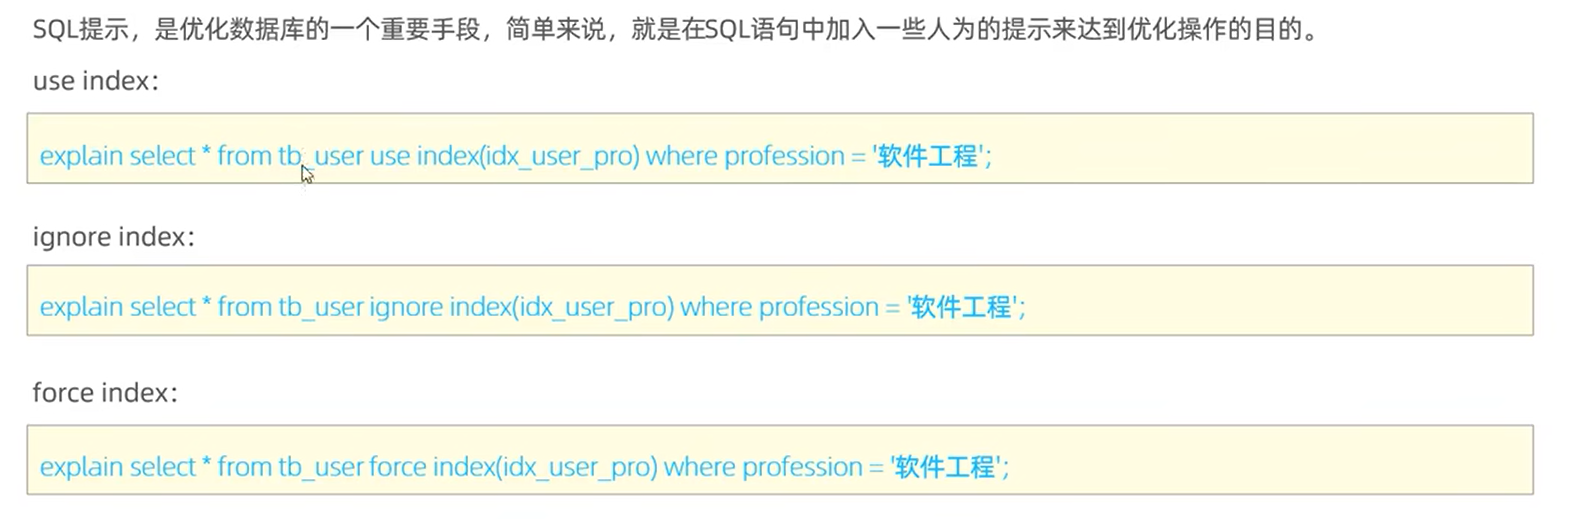 SQL提示，是优化数据库的一个重要手段，简单来说，就是在SQL语句中加入一些人为的提示来达到优化操作的目的。
use index：
explain select * from tb_user use index(idx_user_pro) where profession = '软件工程';
ignore index：
explain select * from tb_user ignore index(idx_user_pro) where profession = '软件工程';
force index：
explain select * from tb_user force index(idx_user_pro) where profession = '软件工程';